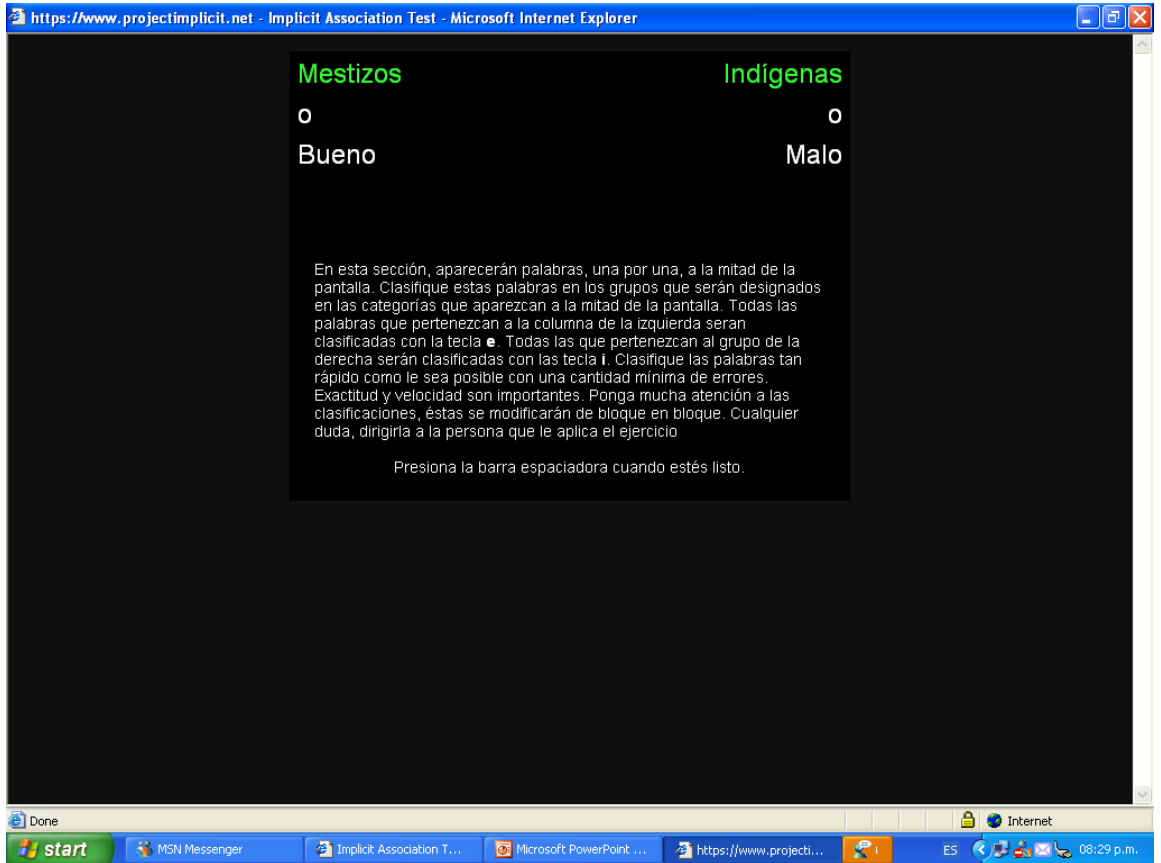 https://www.projectimplicit.net - Implicit Association Test - Microsoft Internet Explorer
Mestizos Indígenas
o o
Bueno Malo
En esta sección, aparecerán palabras, una por una, a la mitad de la
pantalla. Clasifique estas palabras en los grupos que serán designados
en las categorías que aparezcan a la mitad de la pantalla. Todas las
palabras que pertenezcan a la columna de la izquierda seran
clasificadas con la tecla e. Todas las que pertenezcan al grupo de la
derecha serán clasificadas con las tecla i. Clasifique las palabras tan
rápido como le sea posible con una cantidad mínima de errores.
Exactitud y velocidad son importantes. Ponga mucha atención a las
clasificaciones, éstas se modificarán de bloque en bloque. Cualquier
duda, dirigirla a la persona que le aplica el ejercicio
Presiona la barra espaciadora cuando estés listo.
Done Internet
start MSN Messenger Implicit Association T... Microsoft PowerPoint ... https://www.projecti... ES 08:29 p.m.